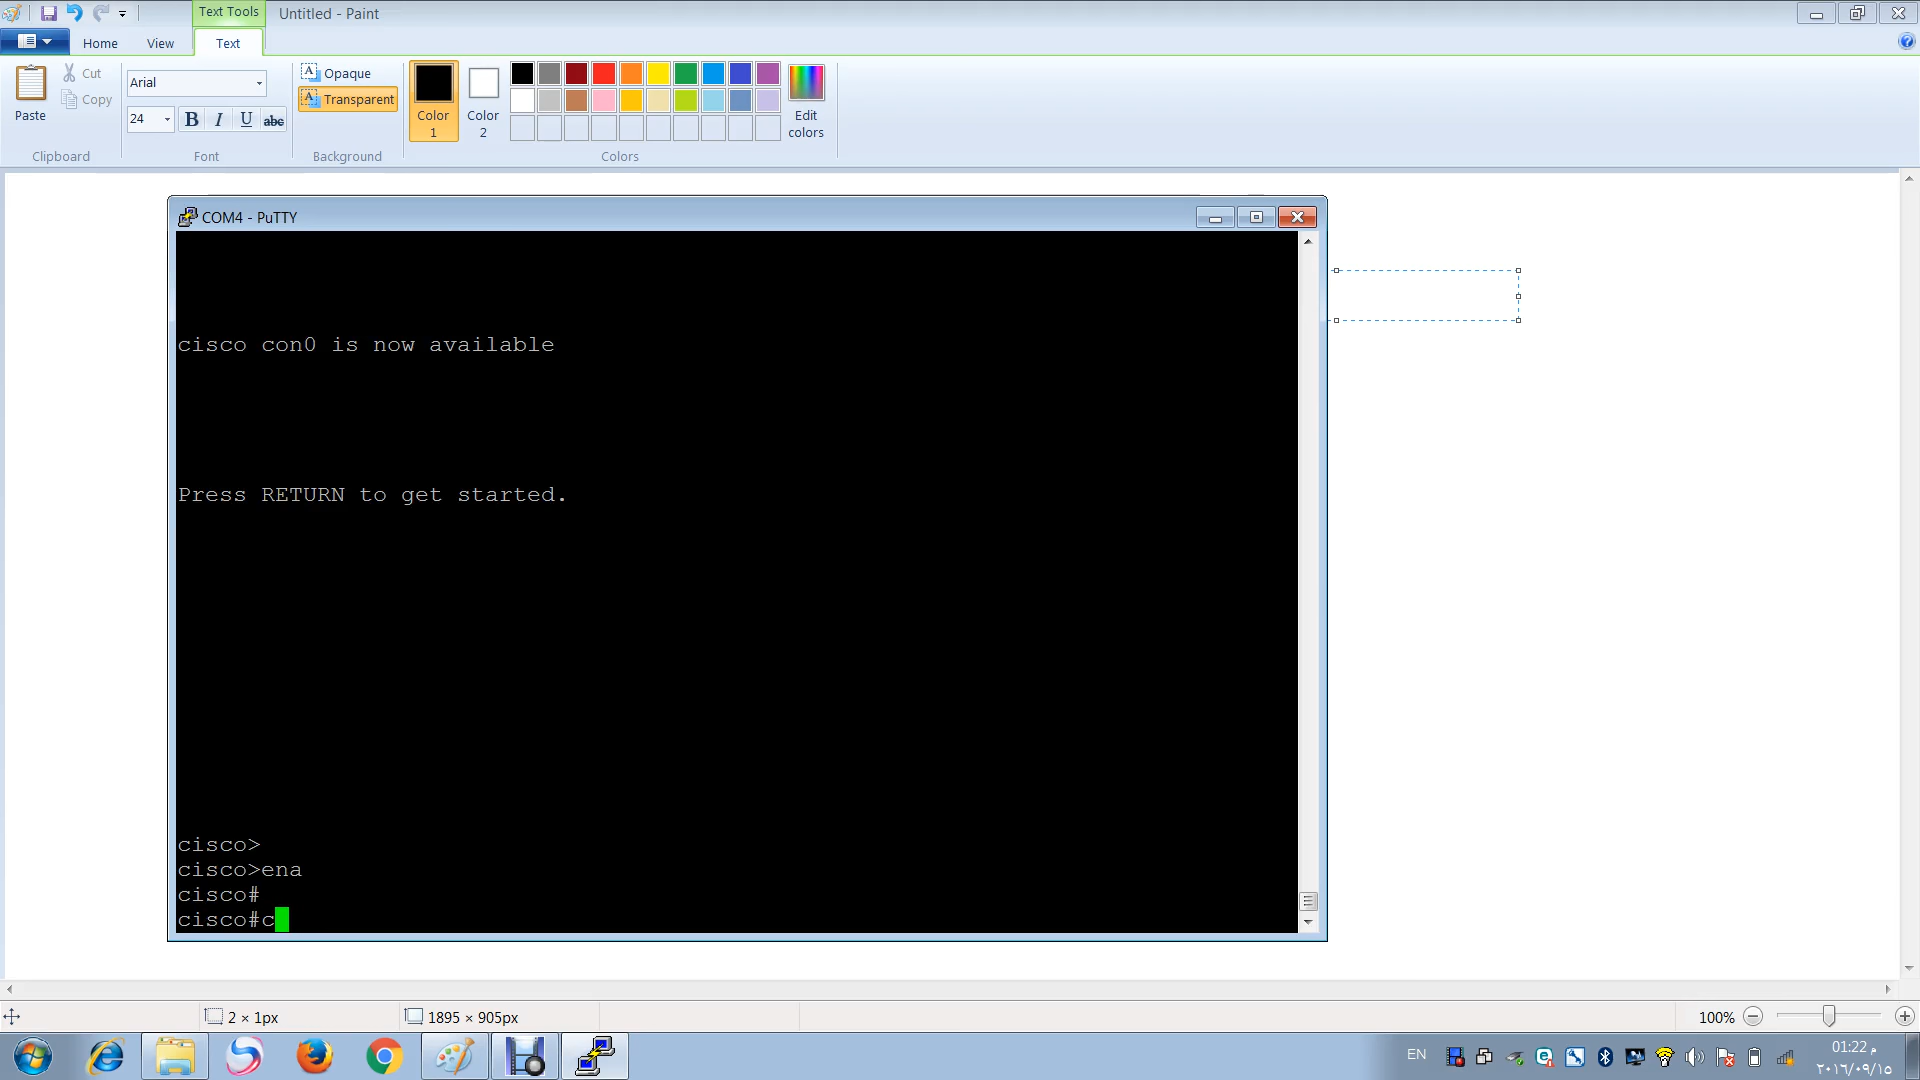 Text Tools
Untitled - Paint
Home
View
Text
Paste
Cut
Copy
Clipboard
Arial
24
B I U abc
Font
A Opaque
A Transparent
Background
Color
1
Color
2
Edit
colors
Colors
COM4 - PuTTY
cisco con0 is now available
Press RETURN to get started.
cisco>
cisco>ena
cisco#
cisco#c
2 × 1px
1895 × 905px
100%
EN
01:22 م
٢٠١٦/٠٩/١٥